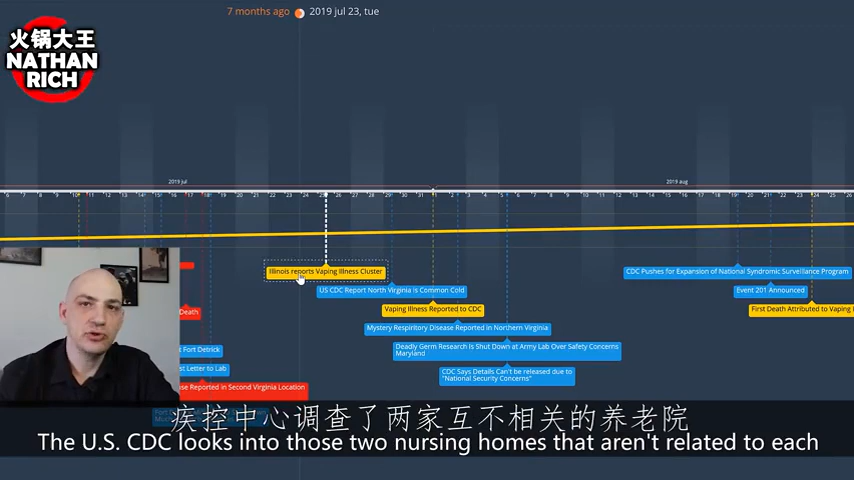 7 months ago 2019 jul 23, tue
火锅大王
NATHAN
RICH
2019 jul
2019 aug
Illinois reports Vaping Illness Cluster
CDC Pushes for Expansion of National Syndromic Surveillance Program
US CDC Report North Virginia is Common Cold
Event 201 Announced
Vaping Illness Reported to CDC
First Death Attributed to Vaping
Death
Mystery Respiritory Disease Reported in Northern Virginia
Fort Detrick
Deadly Germ Research Is Shut Down at Army Lab Over Safety Concerns
Maryland
st Letter to Lab
CDC Says Details Can't be released due to
"National Security Concerns"
se Reported in Second Virginia Location
疾控中心调查了两家互不相关的养老院
The U.S. CDC looks into those two nursing homes that aren't related to each